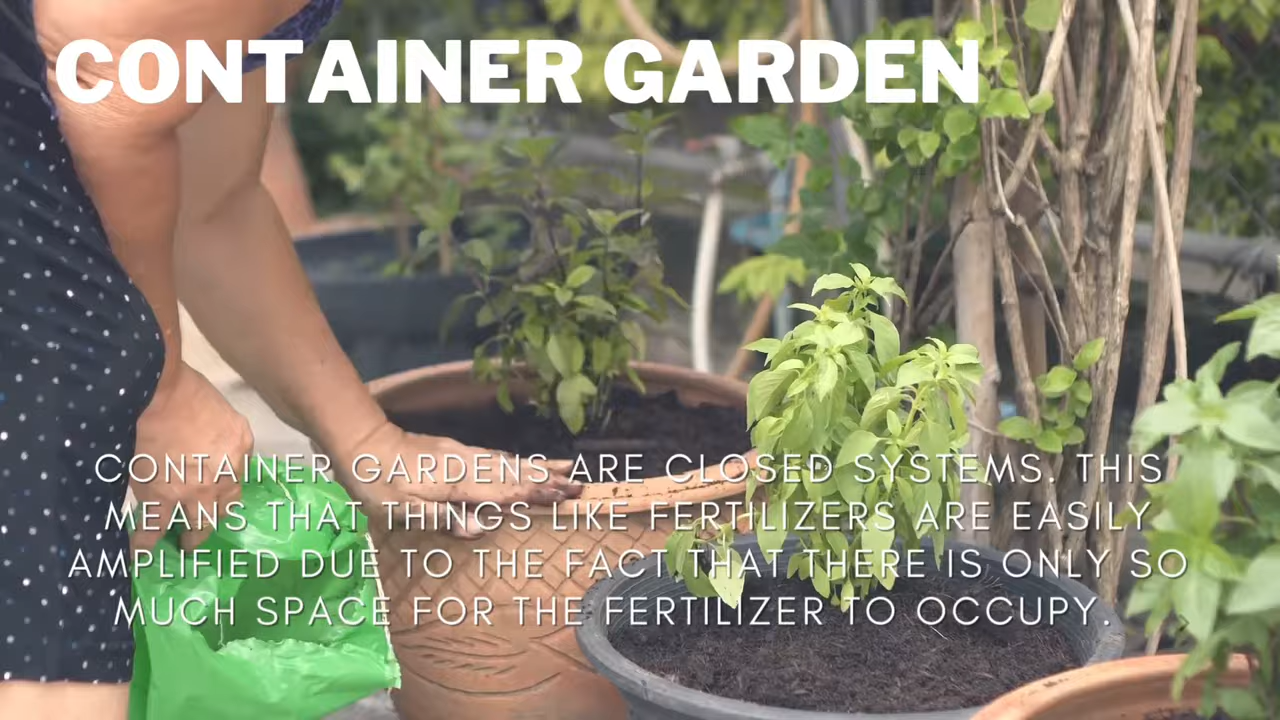 CONTAINER GARDEN
CONTAINER GARDENS ARE CLOSED SYSTEMS. THIS
MEANS THAT THINGS LIKE FERTILIZERS ARE EASILY
AMPLIFIED DUE TO THE FACT THAT THERE IS ONLY SO
MUCH SPACE FOR THE FERTILIZER TO OCCUPY.